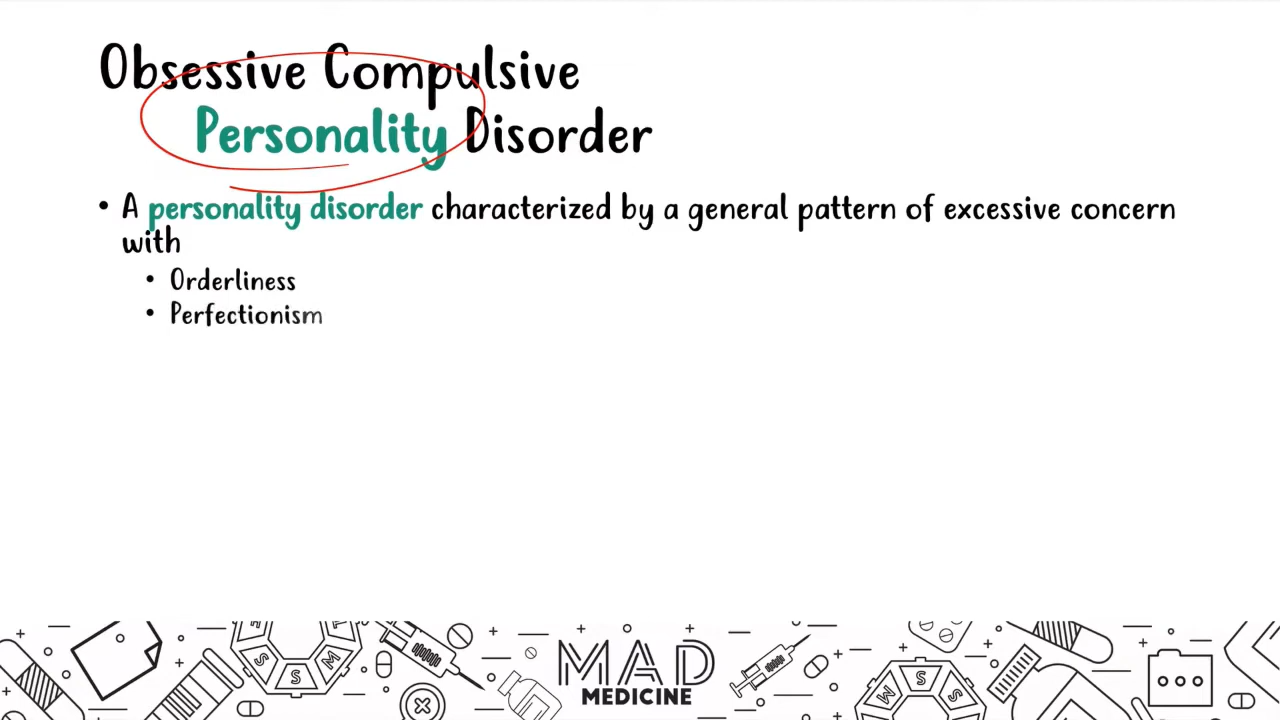 Obsessive Compulsive
Personality Disorder
• A personality disorder characterized by a general pattern of excessive concern
with
• Orderliness
• Perfectionism
S
S
M
M
S
S
MAD
MEDICINE